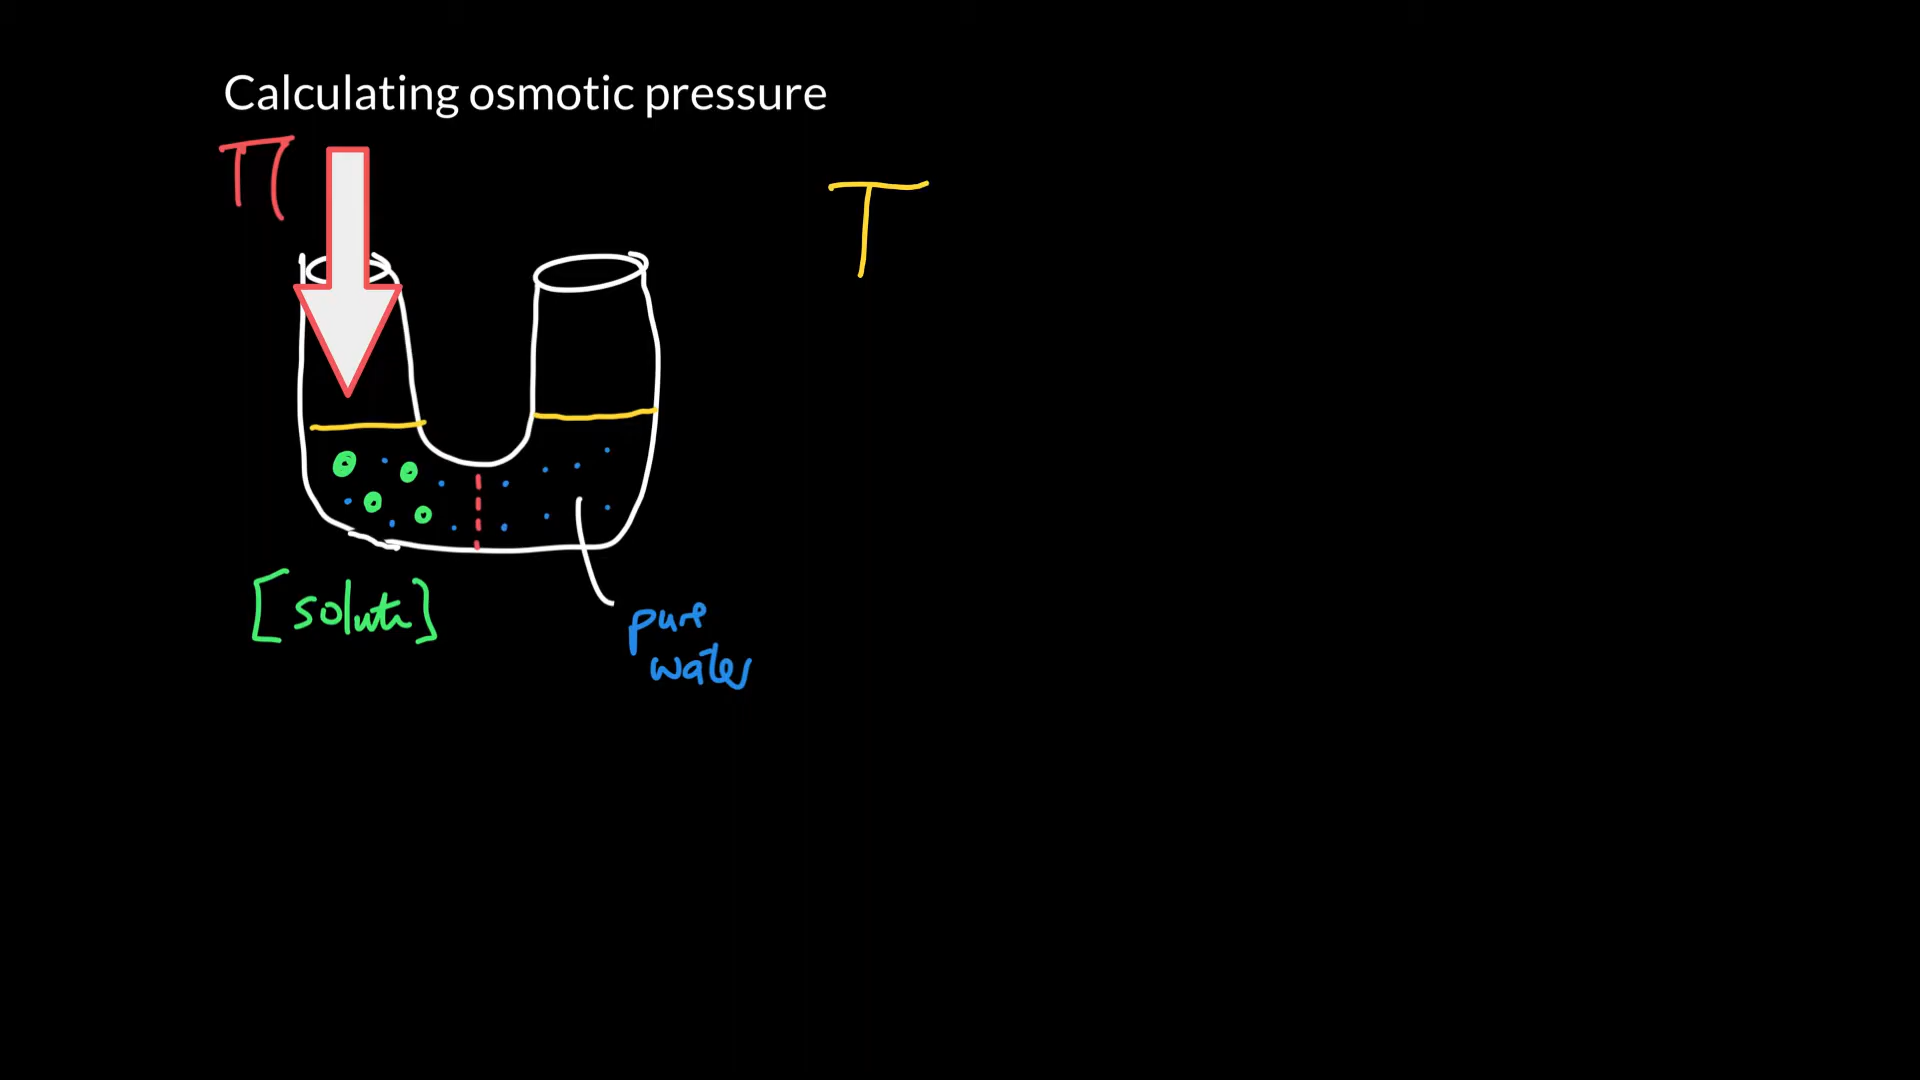 Calculating osmotic pressure
π
T
[solute]
pure
water